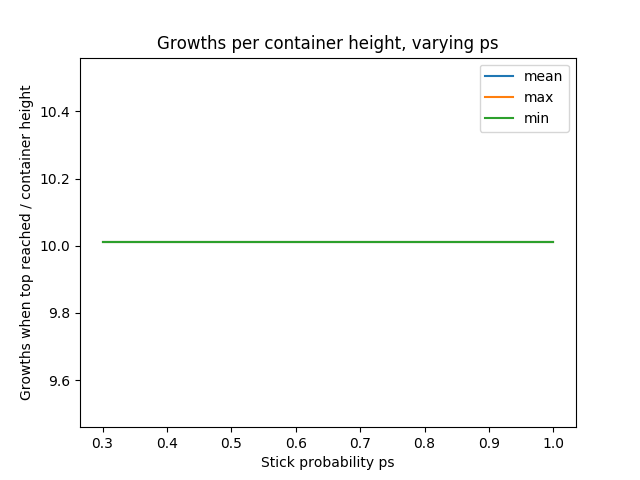 Growths per container height, varying ps
mean
max
min
Growths when top reached / container height
10.4
10.2
10.0
9.8
9.6
0.3 0.4 0.5 0.6 0.7 0.8 0.9 1.0
Stick probability ps